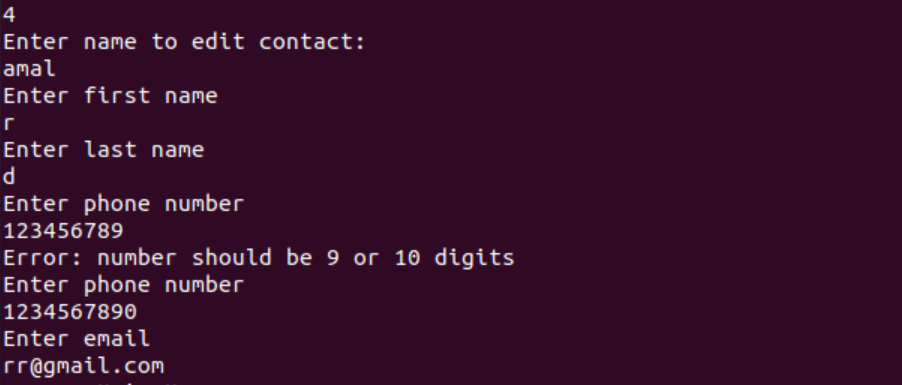 4
Enter name to edit contact:
amal
Enter first name
r
Enter last name
d
Enter phone number
123456789
Error: number should be 9 or 10 digits
Enter phone number
1234567890
Enter email
rr@gmail.com